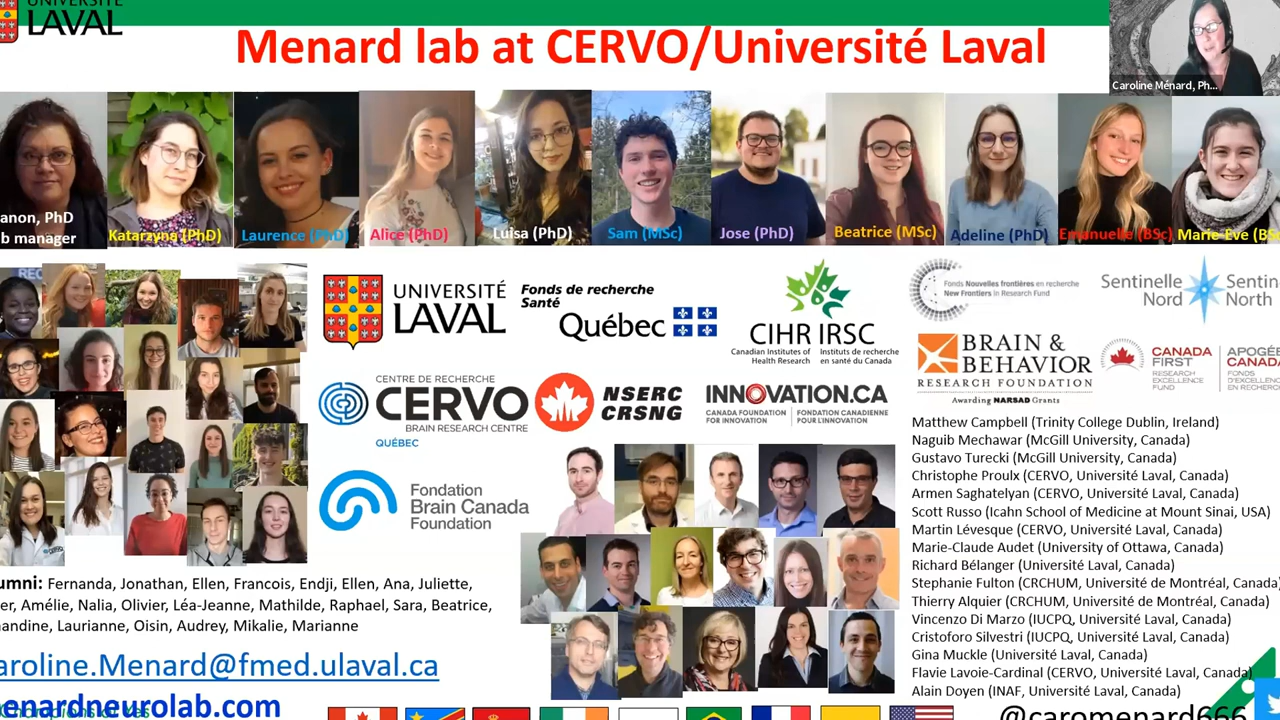 UNIVERSITÉ
LAVAL
Menard lab at CERVO/Université Laval
Caroline Ménard, Ph...
anon, PhD
b manager
Katarzyna (PhD)
Laurence (PhD)
Alice (PhD)
Luisa (PhD)
Sam (MSc)
Jose (PhD)
Beatrice (MSc)
Adeline (PhD)
Emanuelle (BSc)
Marie-Eve (BS
UNIVERSITÉ
LAVAL
Fonds de recherche
Santé
Québec
CIHR IRSC
Canadian Institutes of
Health Research
Instituts de recherche
en santé du Canada
Fonds Nouvelles frontières en recherche
New Frontiers in Research Fund
Sentinelle
Nord
Sentin
North
CENTRE DE RECHERCHE
CERVO
BRAIN RESEARCH CENTRE
QUÉBEC
NSERC
CRSNG
INNOVATION.CA
CANADA FOUNDATION
FOR INNOVATION
FONDATION CANADIENNE
POUR L'INNOVATION
BRAIN &
BEHAVIOR
RESEARCH FOUNDATION
Awarding NARSAD Grants
CANADA
FIRST
RESEARCH
EXCELLENCE
FUND
APOGÉE
CANADA
FONDS
D'EXCELLENCE
EN RECHERCHE
Fondation
Brain Canada
Foundation
Matthew Campbell (Trinity College Dublin, Ireland)
Naguib Mechawar (McGill University, Canada)
Gustavo Turecki (McGill University, Canada)
Christophe Proulx (CERVO, Université Laval, Canada)
Armen Saghatelyan (CERVO, Université Laval, Canada)
Scott Russo (Icahn School of Medicine at Mount Sinai, USA)
Martin Lévesque (CERVO, Université Laval, Canada)
Marie-Claude Audet (University of Ottawa, Canada)
Richard Bélanger (Université Laval, Canada)
Stephanie Fulton (CRCHUM, Université de Montréal, Canada)
Thierry Alquier (CRCHUM, Université de Montréal, Canada)
Vincenzo Di Marzo (IUCPQ, Université Laval, Canada)
Cristoforo Silvestri (IUCPQ, Université Laval, Canada)
Gina Muckle (Université Laval, Canada)
Flavie Lavoie-Cardinal (CERVO, Université Laval, Canada)
Alain Doyen (INAF, Université Laval, Canada)
umni: Fernanda, Jonathan, Ellen, Francois, Endji, Ellen, Ana, Juliette,
er, Amélie, Nalia, Olivier, Léa-Jeanne, Mathilde, Raphael, Sara, Beatrice,
andine, Laurianne, Oisin, Audrey, Mikalie, Marianne
aroline.Menard@fmed.ulaval.ca
enardneurolab.com
@caromenard666